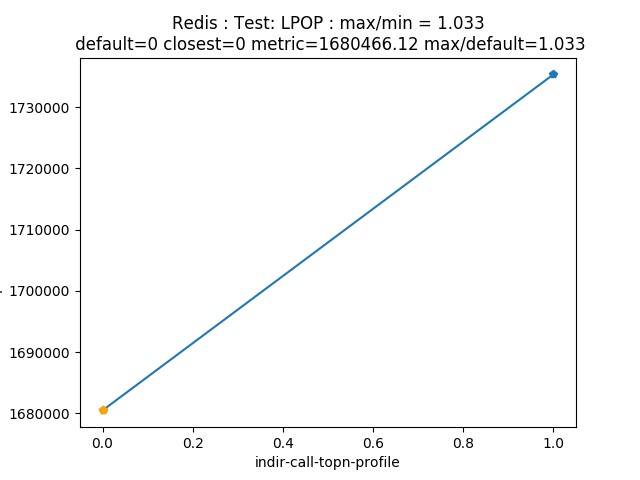 Redis : Test: LPOP : max/min = 1.033
default=0 closest=0 metric=1680466.12 max/default=1.033
1730000
1720000
1710000
1700000
1690000
1680000
0.0 0.2 0.4 0.6 0.8 1.0
indir-call-topn-profile